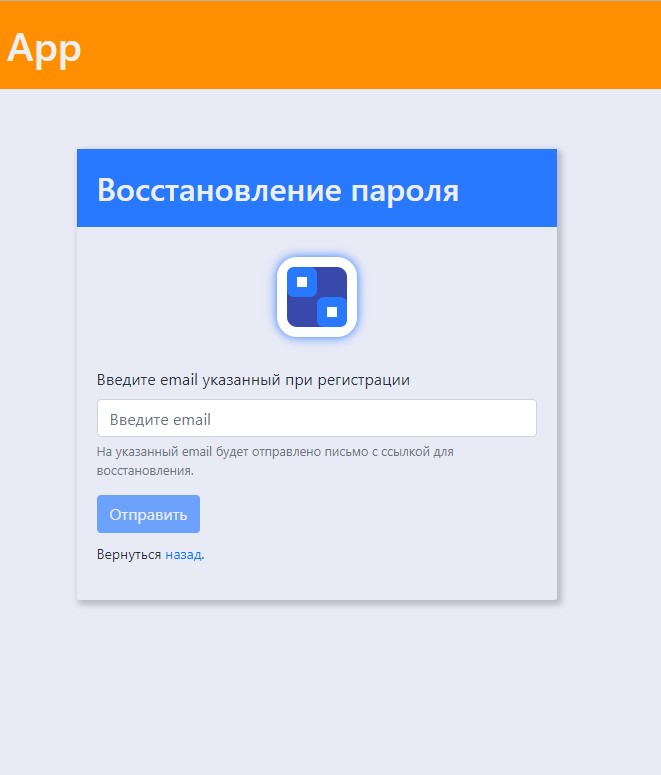 App
Восстановление пароля
Введите email указанный при регистрации
Введите email
На указанный email будет отправлено письмо с ссылкой для
восстановления.
Отправить
Вернуться назад.